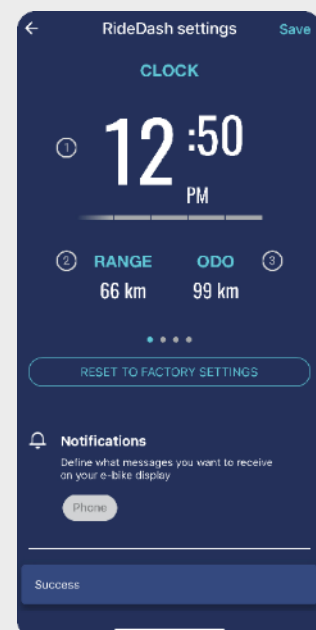 RideDash settings Save
CLOCK
1 12 :50
PM
2 RANGE ODO 3
66 km 99 km
RESET TO FACTORY SETTINGS
Notifications
Define what messages you want to receive
on your e-bike display
Phone
Success